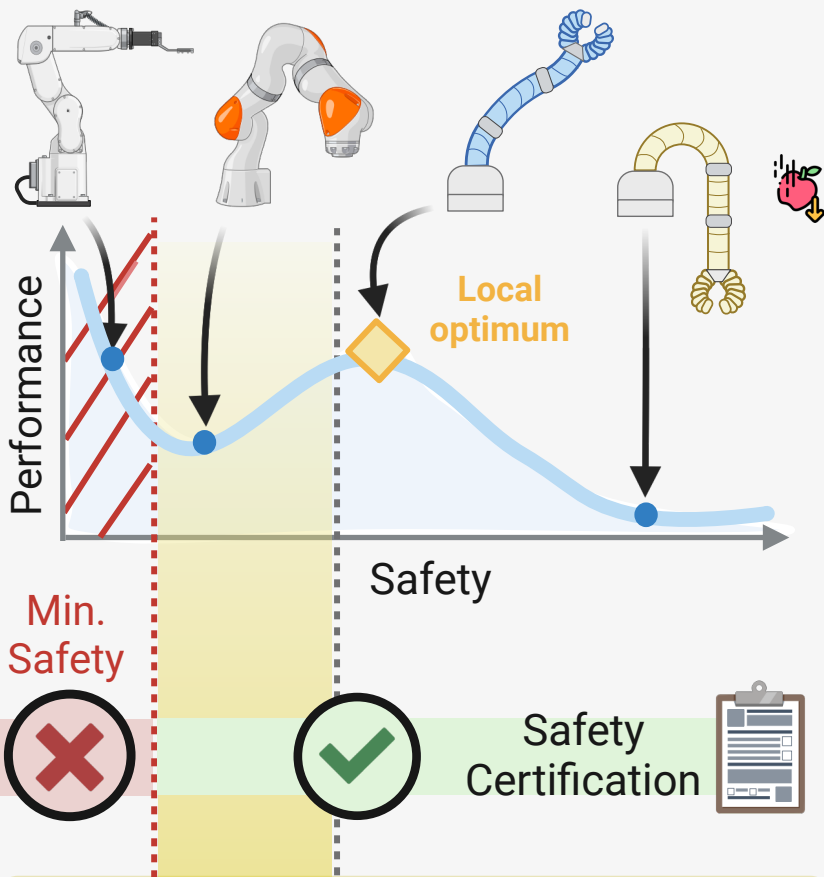 Local
optimum
Performance
Safety
Min.
Safety
Safety
Certification